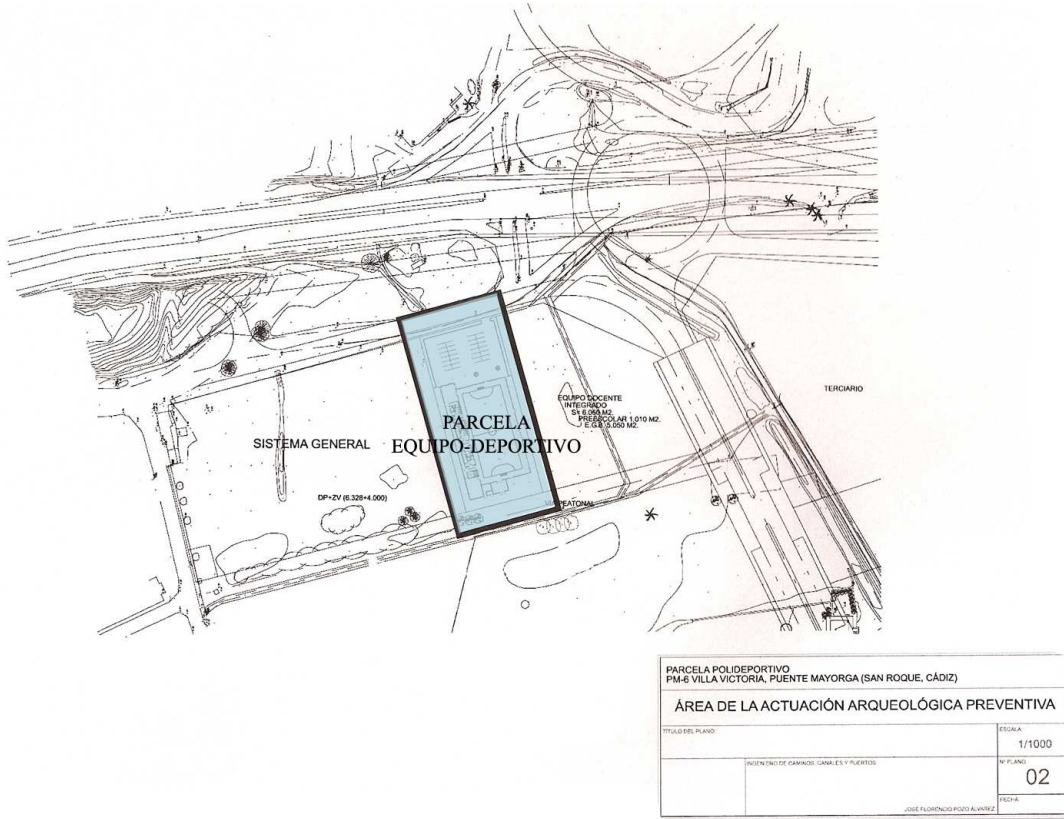 TERCIARIO
EQUIPO DOCENTE
INTEGRADO
S= 6.060 M2.
PREESCOLAR 1.010 M2.
E.G.B. 5.050 M2.
PARCELA
EQUIPO-DEPORTIVO
SISTEMA GENERAL
DP+ZV (6.328+4.000)
PEATONAL
PARCELA POLIDEPORTIVO
PM-6 VILLA VICTORIA, PUENTE MAYORGA (SAN ROQUE, CÁDIZ)
ÁREA DE LA ACTUACIÓN ARQUEOLÓGICA PREVENTIVA
TÍTULO DEL PLANO:
ESCALA:
1/1000
INGENIERO DE CAMINOS, CANALES Y PUERTOS
Nº PLANO
02
FECHA:
JOSÉ FLORENCIO POZO ÁLVAREZ